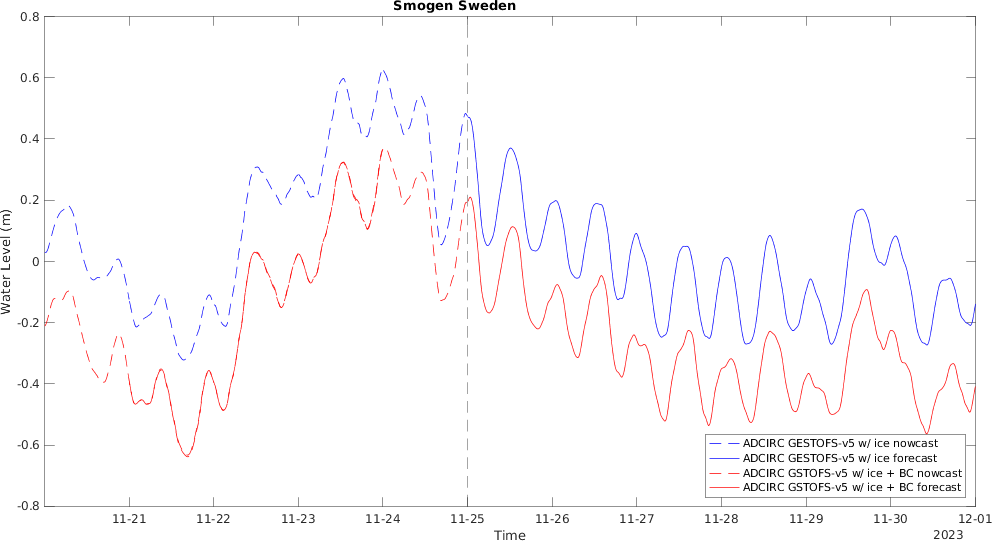 Smogen Sweden
0.8
0.6
0.4
0.2
0
-0.2
-0.4
-0.6
-0.8
Water Level (m)
ADCIRC GESTOFS-v5 w/ ice nowcast
ADCIRC GESTOFS-v5 w/ ice forecast
ADCIRC GSTOFS-v5 w/ ice + BC nowcast
ADCIRC GSTOFS-v5 w/ ice + BC forecast
11-21 11-22 11-23 11-24 11-25 11-26 11-27 11-28 11-29 11-30 12-01
Time
2023